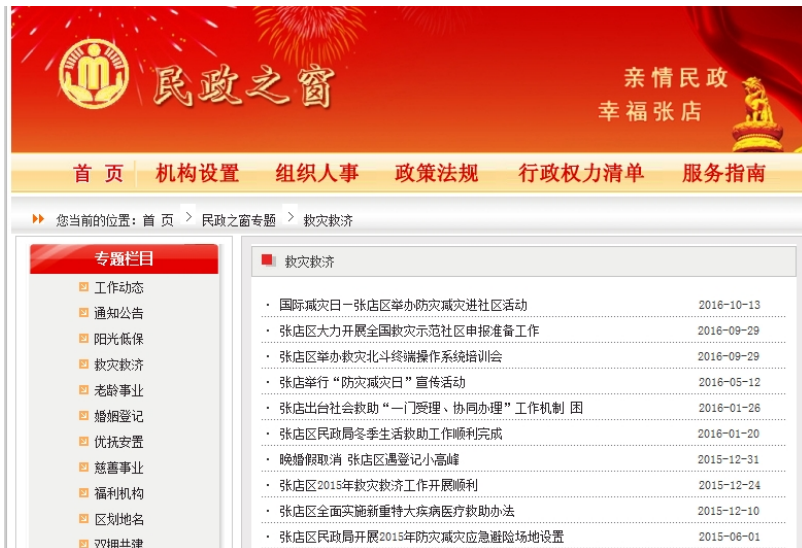 民政之窗
亲情民政
幸福张店
首 页 机构设置 组织人事 政策法规 行政权力清单 服务指南
您当前的位置：首 页 > 民政之窗专题 > 救灾救济
专题栏目
工作动态
通知公告
阳光低保
救灾救济
老龄事业
婚姻登记
优抚安置
慈善事业
福利机构
区划地名
双拥共建
救灾救济
· 国际减灾日－张店区举办防灾减灾进社区活动 2016-10-13
· 张店区大力开展全国救灾示范社区申报准备工作 2016-09-29
· 张店区举办救灾北斗终端操作系统培训会 2016-09-29
· 张店举行“防灾减灾日”宣传活动 2016-05-12
· 张店出台社会救助“一门受理、协同办理”工作机制 困 2016-01-26
· 张店区民政局冬季生活救助工作顺利完成 2016-01-20
· 晚婚假取消 张店区遇登记小高峰 2015-12-31
· 张店区2015年救灾救济工作开展顺利 2015-12-24
· 张店区全面实施新重特大疾病医疗救助办法 2015-12-10
· 张店区民政局开展2015年防灾减灾应急避险场地设置 2015-06-01